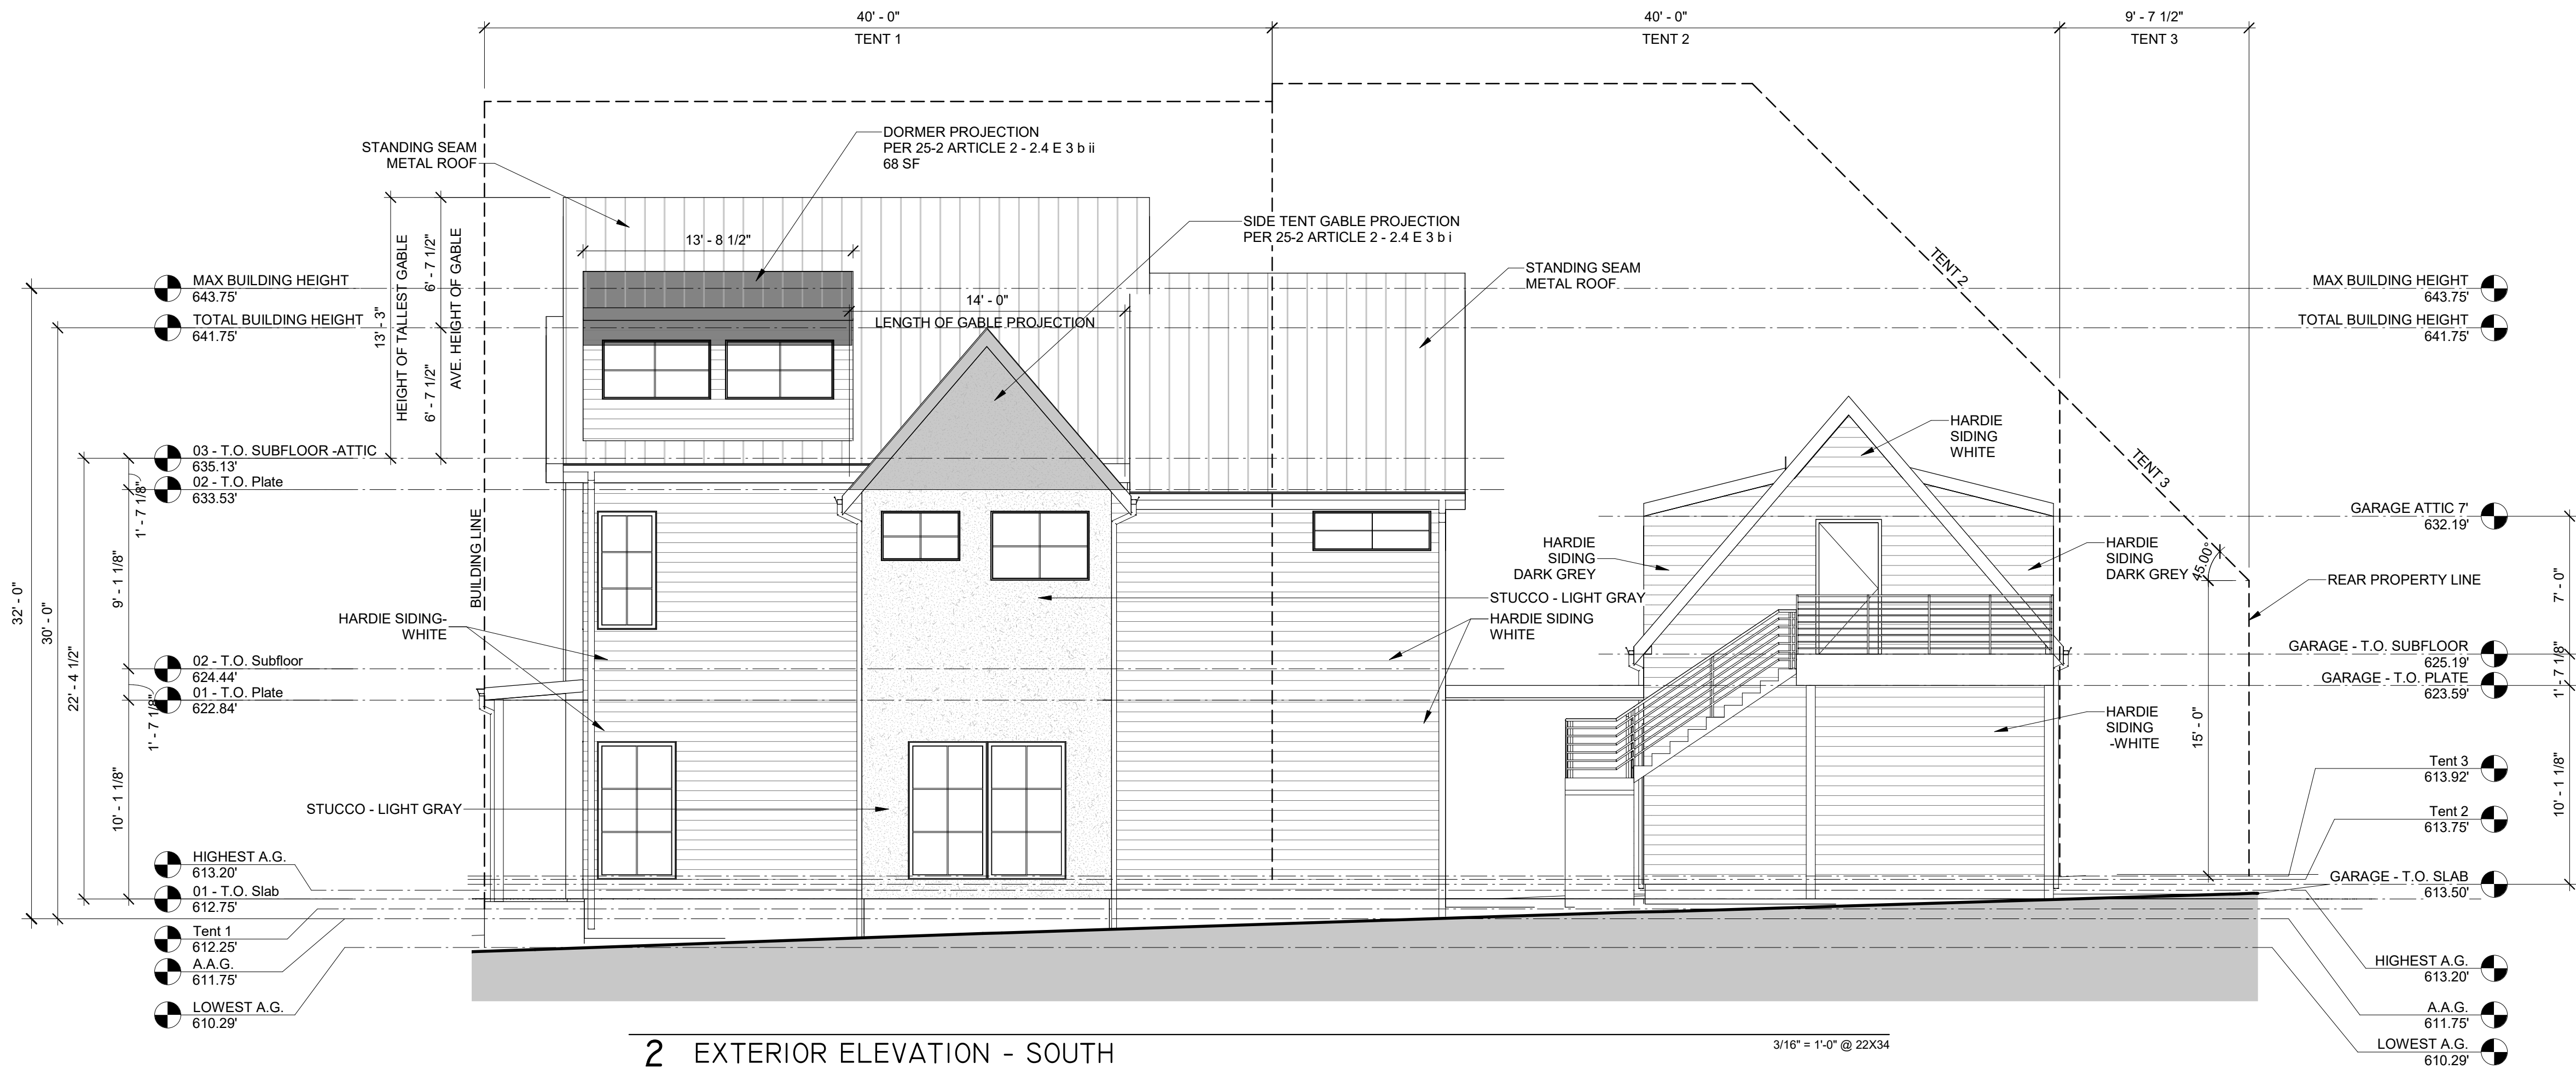 40' - 0"
TENT 1
40' - 0"
TENT 2
9' - 7 1/2"
TENT 3
STANDING SEAM
METAL ROOF
DORMER PROJECTION
PER 25-2 ARTICLE 2 - 2.4 E 3 b ii
68 SF
SIDE TENT GABLE PROJECTION
PER 25-2 ARTICLE 2 - 2.4 E 3 b i
STANDING SEAM
METAL ROOF
13' - 8 1/2"
14' - 0"
LENGTH OF GABLE PROJECTION
13' - 3"
HEIGHT OF TALLEST GABLE
6' - 7 1/2"
6' - 7 1/2"
AVE. HEIGHT OF GABLE
MAX BUILDING HEIGHT
643.75'
TOTAL BUILDING HEIGHT
641.75'
03 - T.O. SUBFLOOR -ATTIC
635.13'
02 - T.O. Plate
633.53'
02 - T.O. Subfloor
624.44'
01 - T.O. Plate
622.84'
HIGHEST A.G.
613.20'
01 - T.O. Slab
612.75'
Tent 1
612.25'
A.A.G.
611.75'
LOWEST A.G.
610.29'
32' - 0"
30' - 0"
22' - 4 1/2"
1' - 7 1/8"
9' - 1 1/8"
1' - 7 1/8"
10' - 1 1/8"
BUILDING LINE
HARDIE SIDING-
WHITE
STUCCO - LIGHT GRAY
STUCCO - LIGHT GRAY
HARDIE SIDING
WHITE
HARDIE
SIDING
DARK GREY
HARDIE
SIDING
WHITE
HARDIE
SIDING
DARK GREY
HARDIE
SIDING
-WHITE
TENT 2
TENT 3
45.00°
15' - 0"
REAR PROPERTY LINE
MAX BUILDING HEIGHT
643.75'
TOTAL BUILDING HEIGHT
641.75'
GARAGE ATTIC 7'
632.19'
GARAGE - T.O. SUBFLOOR
625.19'
GARAGE - T.O. PLATE
623.59'
Tent 3
613.92'
Tent 2
613.75'
GARAGE - T.O. SLAB
613.50'
HIGHEST A.G.
613.20'
A.A.G.
611.75'
LOWEST A.G.
610.29'
7' - 0"
1' - 7 1/8"
10' - 1 1/8"
2 EXTERIOR ELEVATION - SOUTH
3/16" = 1'-0" @ 22X34